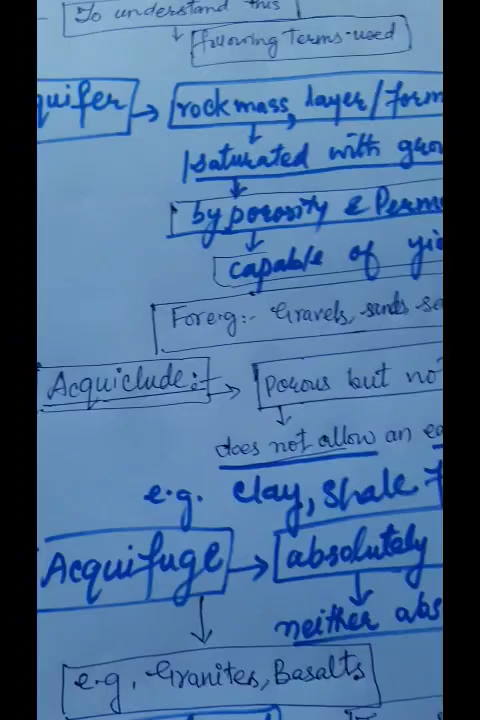 To understand this
following terms-used
quifer → rock mass, layer/form
saturated with grou
by porosity & Perme
capable of yie
For e.g:- Gravels, sands
Acquiclude:- → porous but no
does not allow an ea
e.g. clay, shale
Acquifuge → absolutely
neither abs
e.g, Granites, Basalts